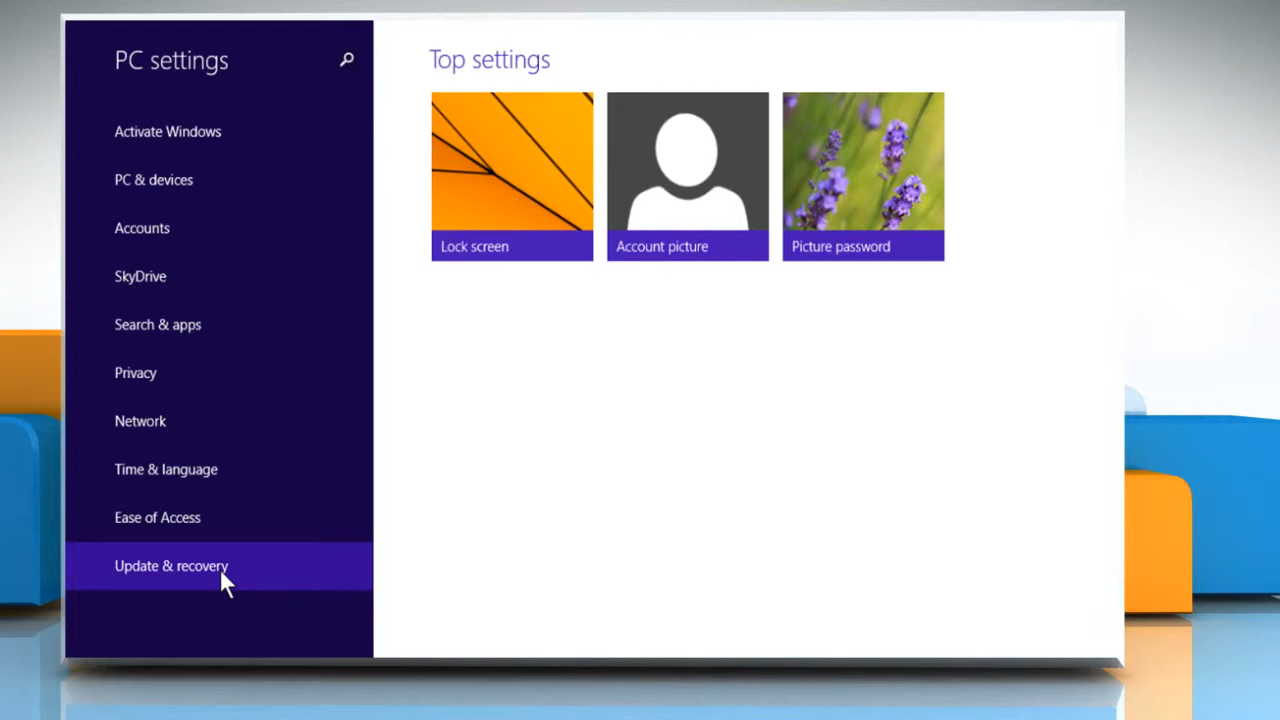 PC settings
Activate Windows
PC & devices
Accounts
SkyDrive
Search & apps
Privacy
Network
Time & language
Ease of Access
Update & recovery
Top settings
Lock screen
Account picture
Picture password